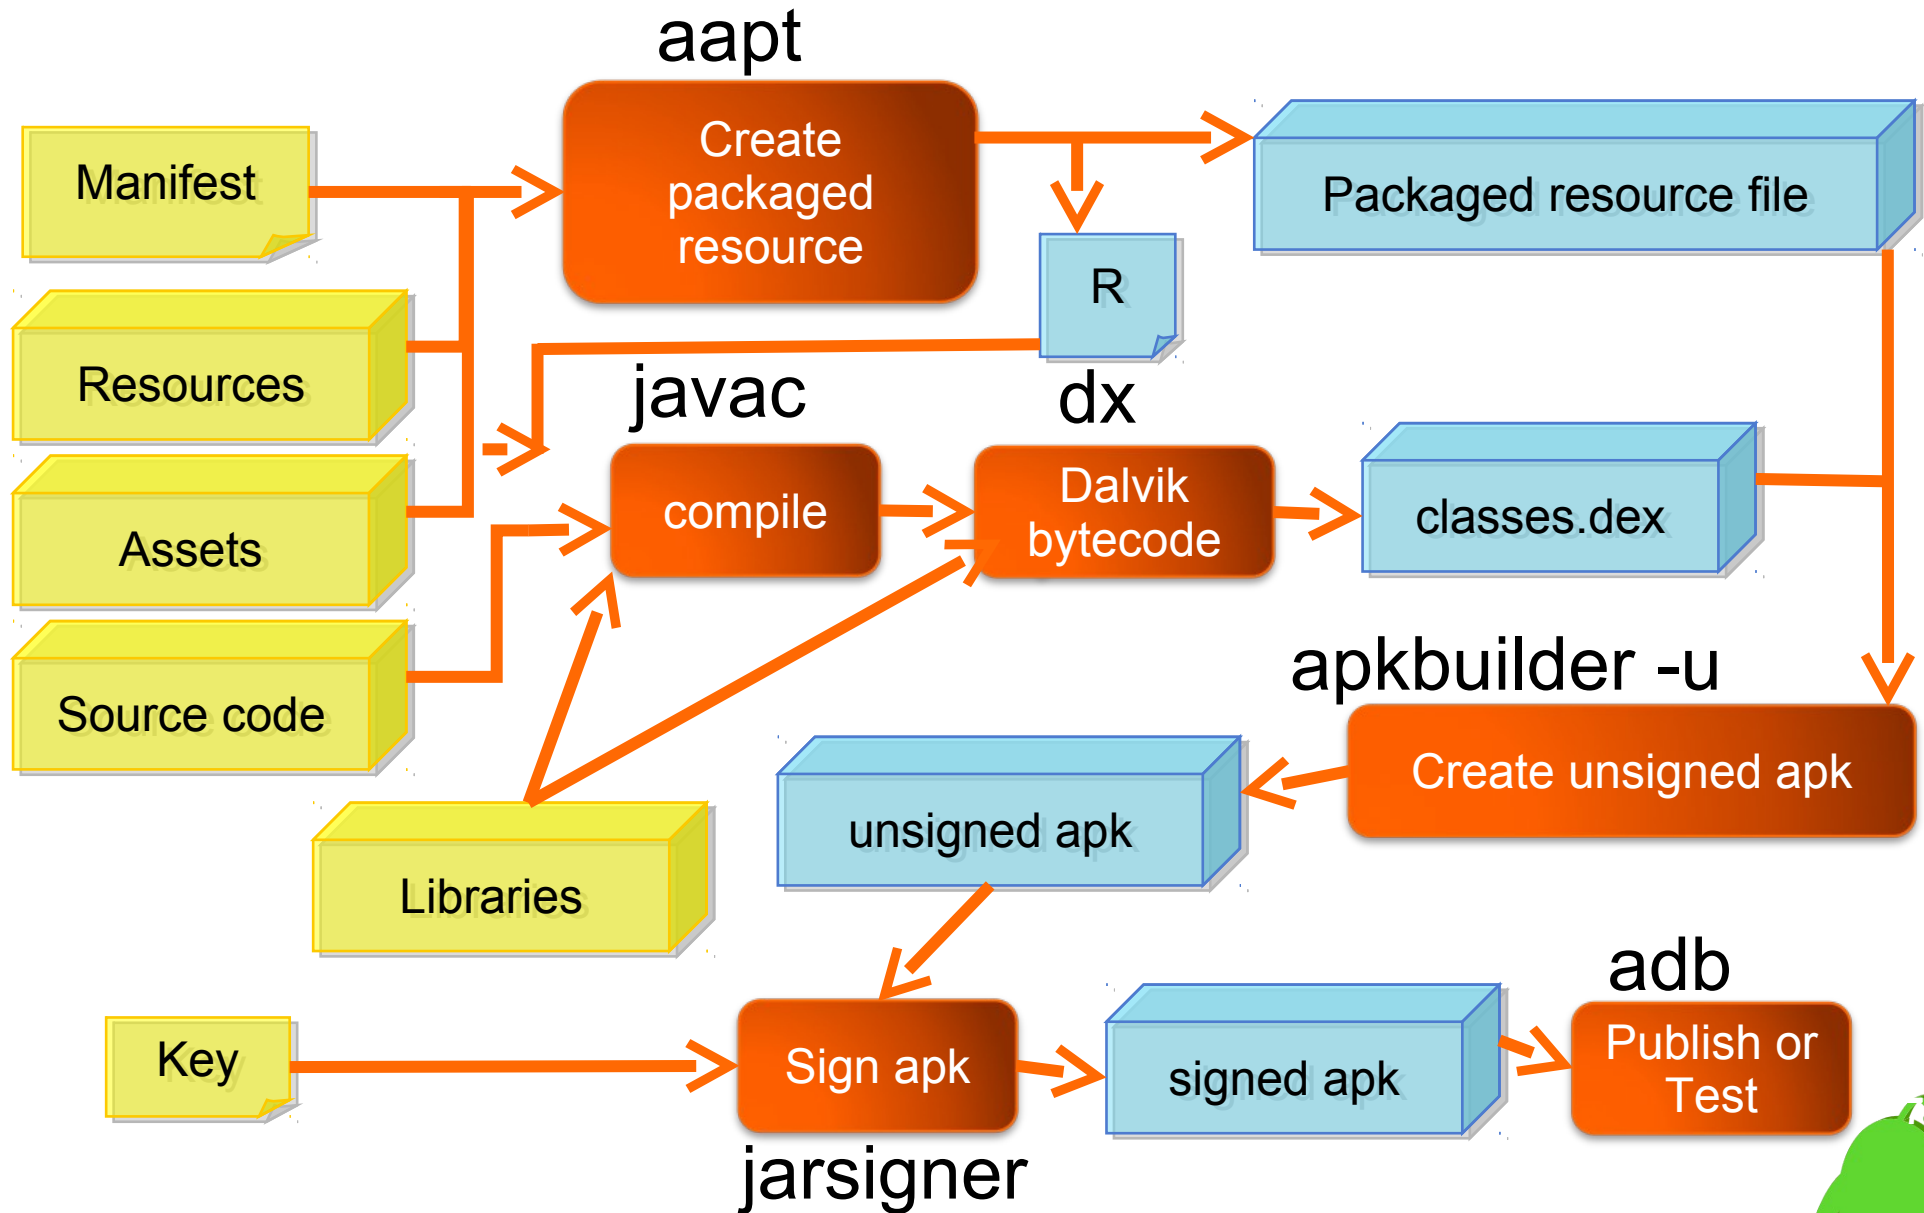 aapt
Manifest
Create
packaged
resource
Packaged resource file
R
Resources
javac
dx
Assets
compile
Dalvik
bytecode
classes.dex
Source code
apkbuilder -u
Create unsigned apk
unsigned apk
Libraries
adb
Key
Sign apk
signed apk
Publish or
Test
jarsigner